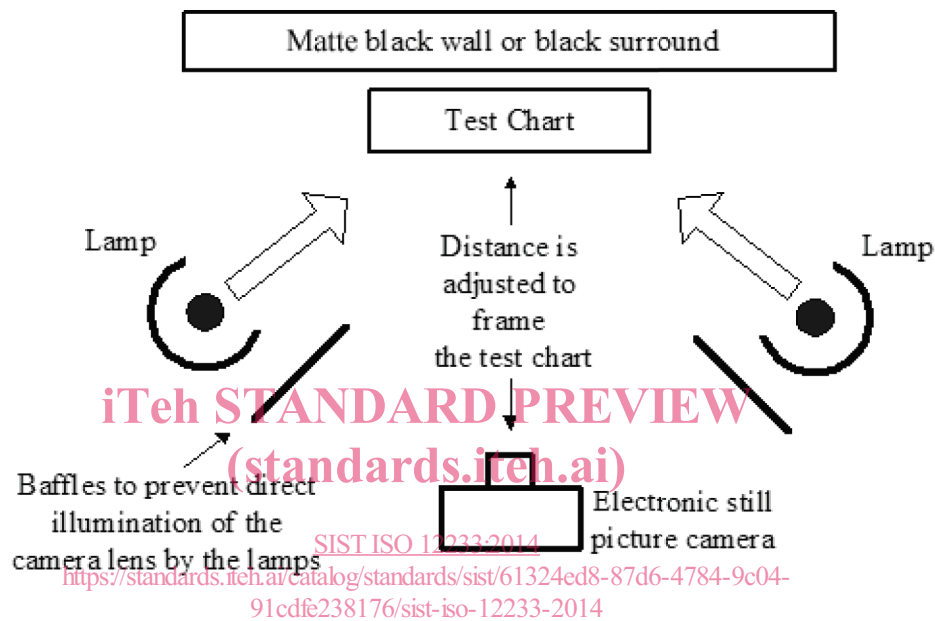 Matte black wall or black surround
Test Chart
Lamp
Lamp
Distance is
adjusted to
frame
the test chart
iTeh STANDARD PREVIEW
(standards.iteh.ai)
Baffles to prevent direct
illumination of the
camera lens by the lamps
Electronic still
picture camera
SIST ISO 12233:2014
https://standards.iteh.ai/catalog/standards/sist/61324ed8-87d6-4784-9c04-
91cdfe238176/sist-iso-12233-2014